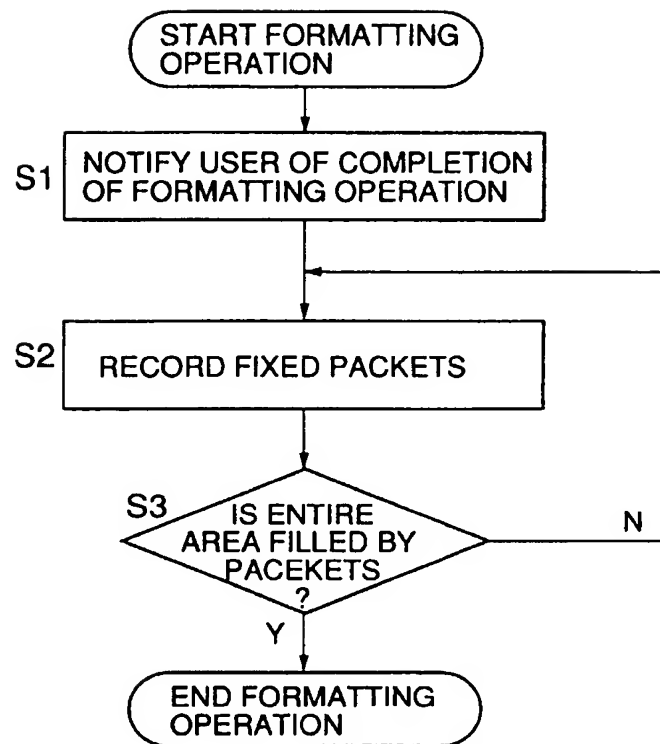 START FORMATTING
OPERATION
S1
NOTIFY USER OF COMPLETION
OF FORMATTING OPERATION
S2
RECORD FIXED PACKETS
S3
IS ENTIRE
AREA FILLED BY
PACEKETS
?
N
Y
END FORMATTING
OPERATION